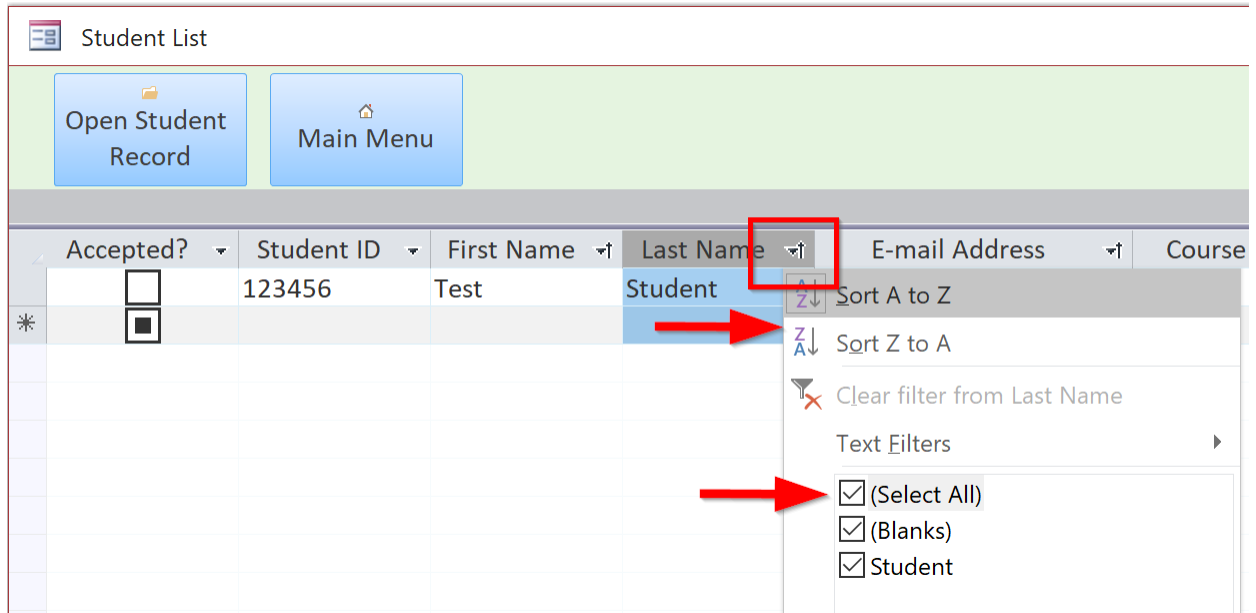 Student List
Open Student
Record
Main Menu
Accepted? Student ID First Name Last Name E-mail Address Course
123456 Test Student
Sort A to Z
Sort Z to A
Clear filter from Last Name
Text Filters
(Select All)
(Blanks)
Student